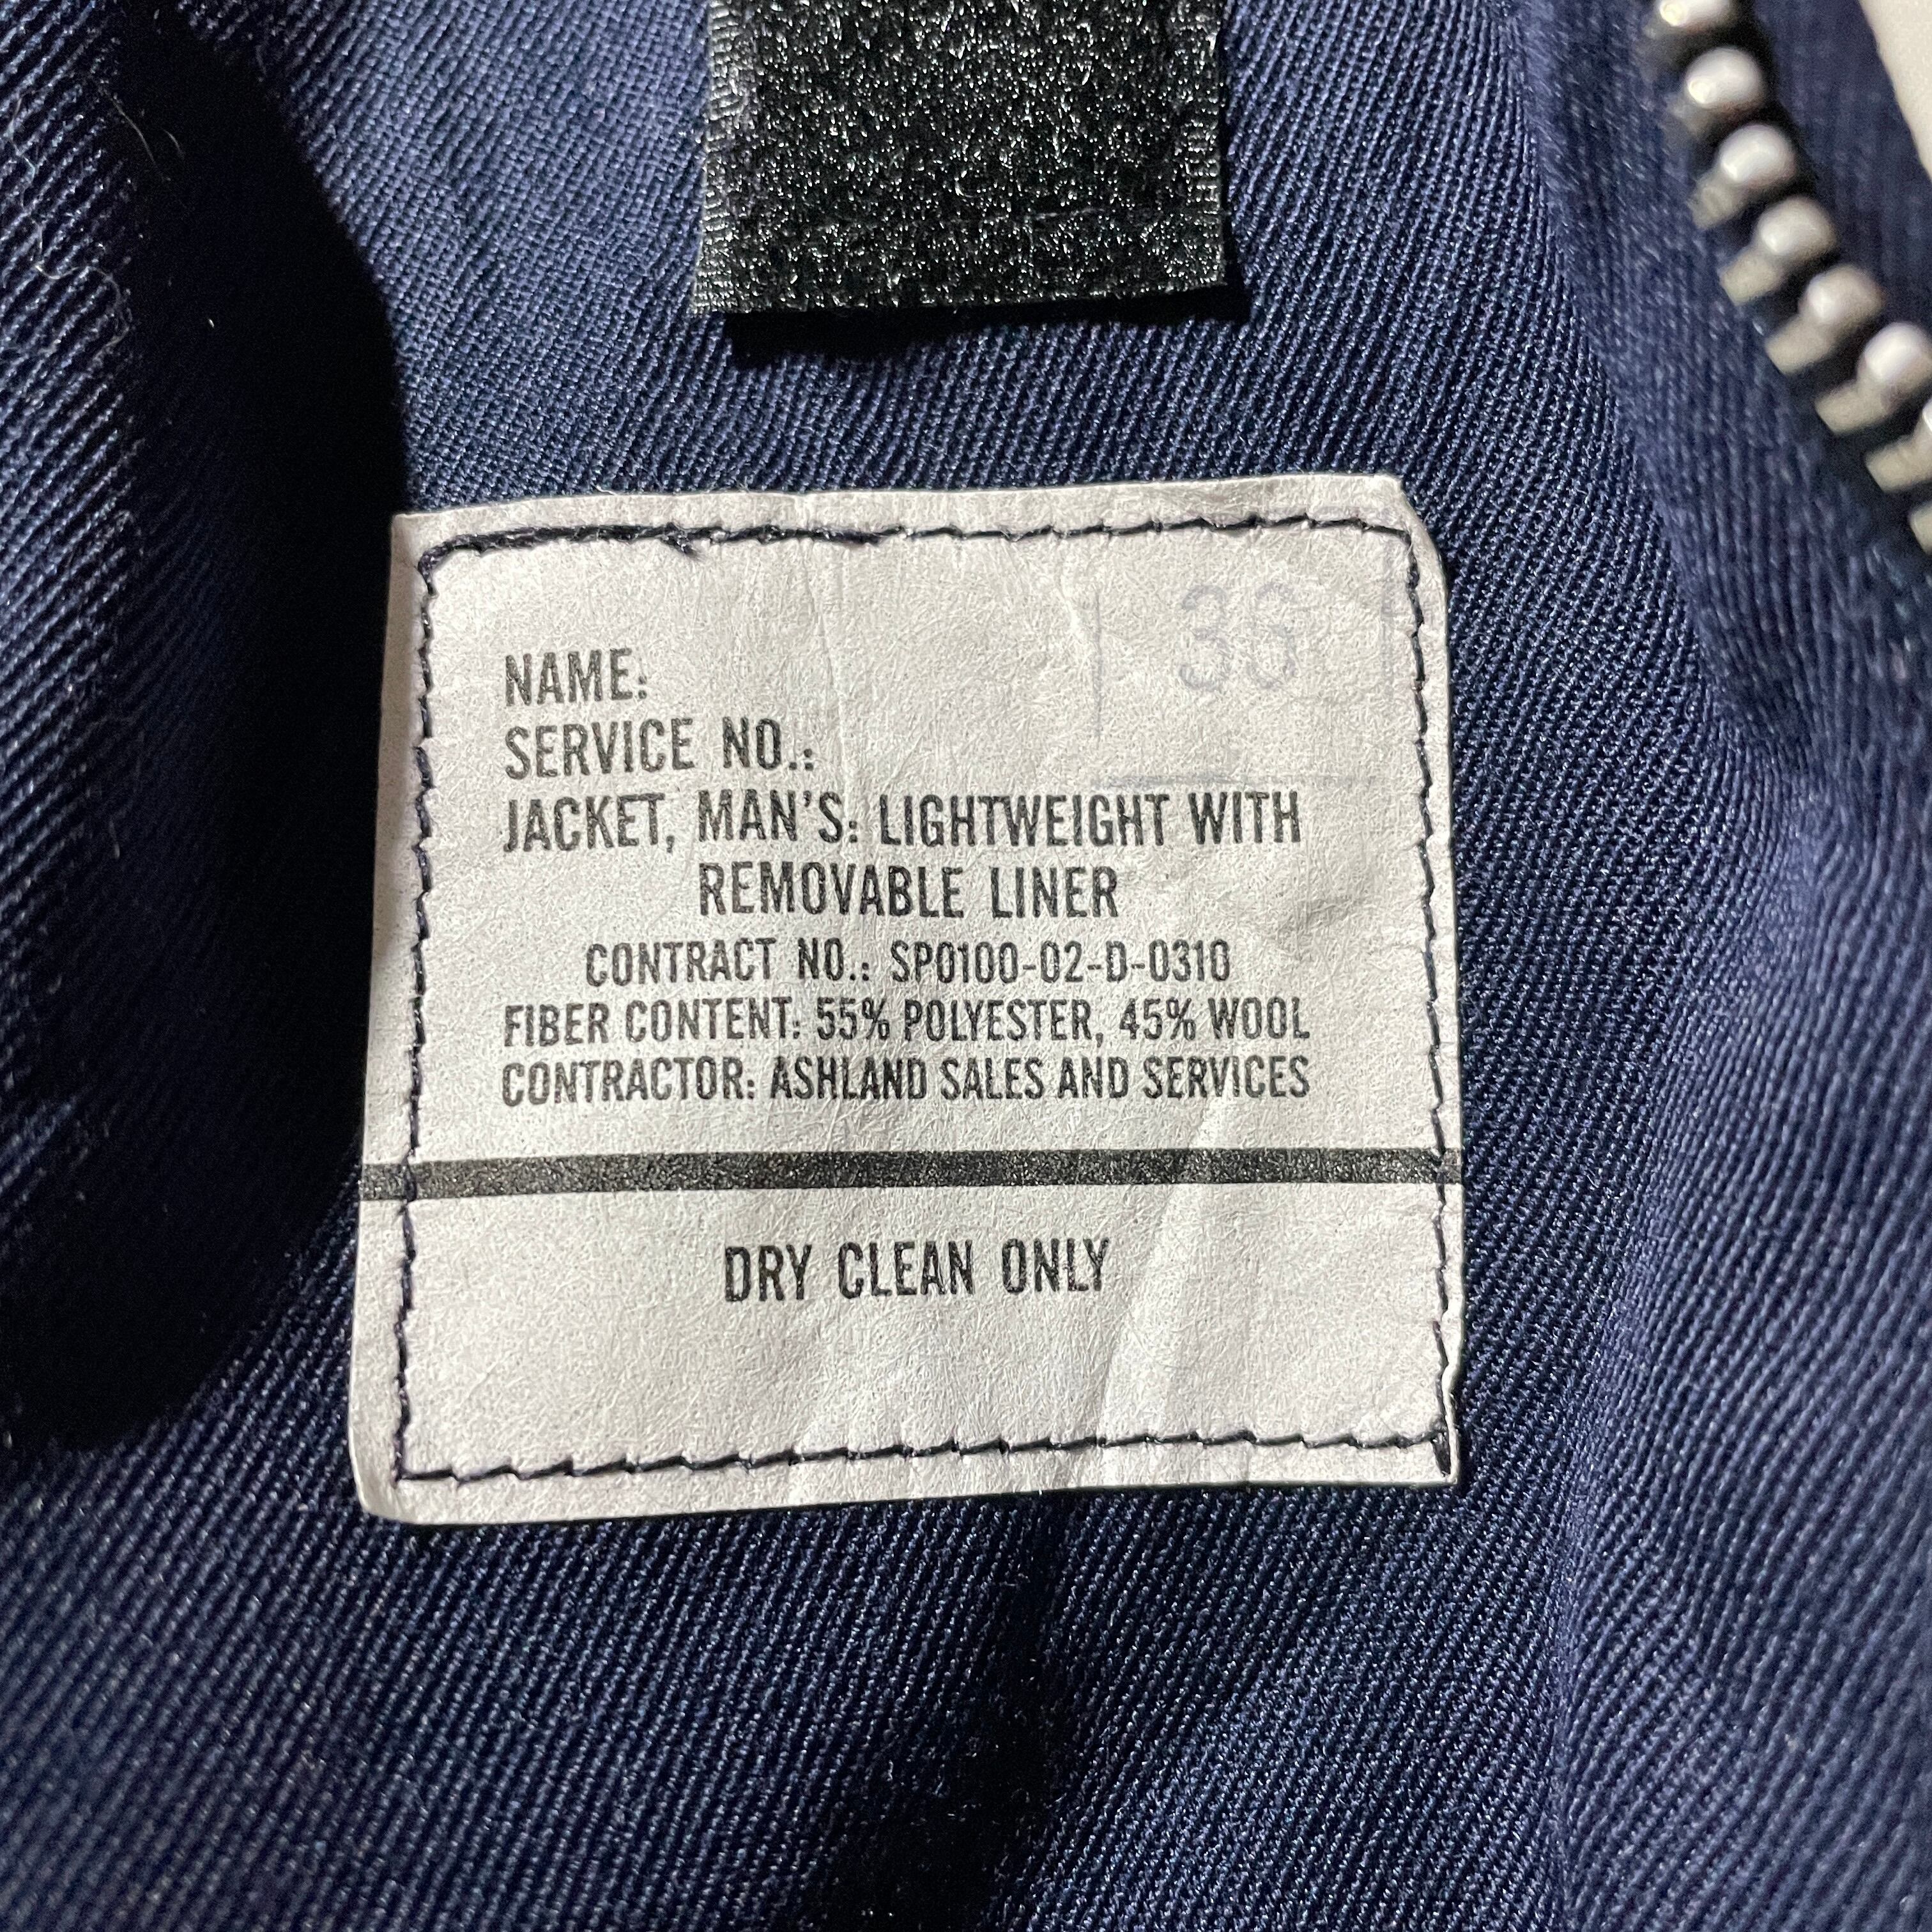 36
NAME:
SERVICE NO.:
JACKET, MAN'S: LIGHTWEIGHT WITH
REMOVABLE LINER
CONTRACT NO.: SP0100-02-D-0310
FIBER CONTENT: 55% POLYESTER, 45% WOOL
CONTRACTOR: ASHLAND SALES AND SERVICES
DRY CLEAN ONLY